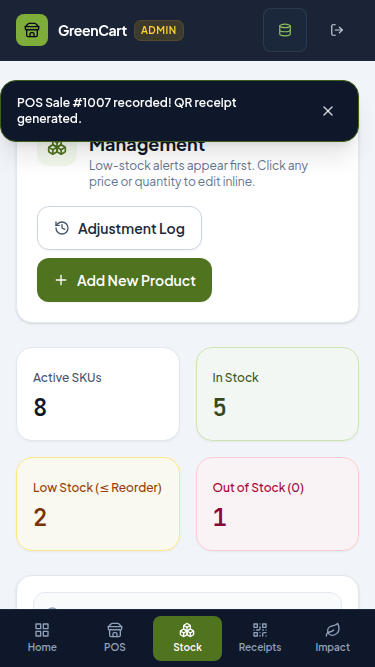 GreenCart ADMIN
POS Sale #1007 recorded! QR receipt
generated.
Management
Low-stock alerts appear first. Click any
price or quantity to edit inline.
Adjustment Log
Add New Product
Active SKUs
8
In Stock
5
Low Stock (≤ Reorder)
2
Out of Stock (0)
1
Home
POS
Stock
Receipts
Impact